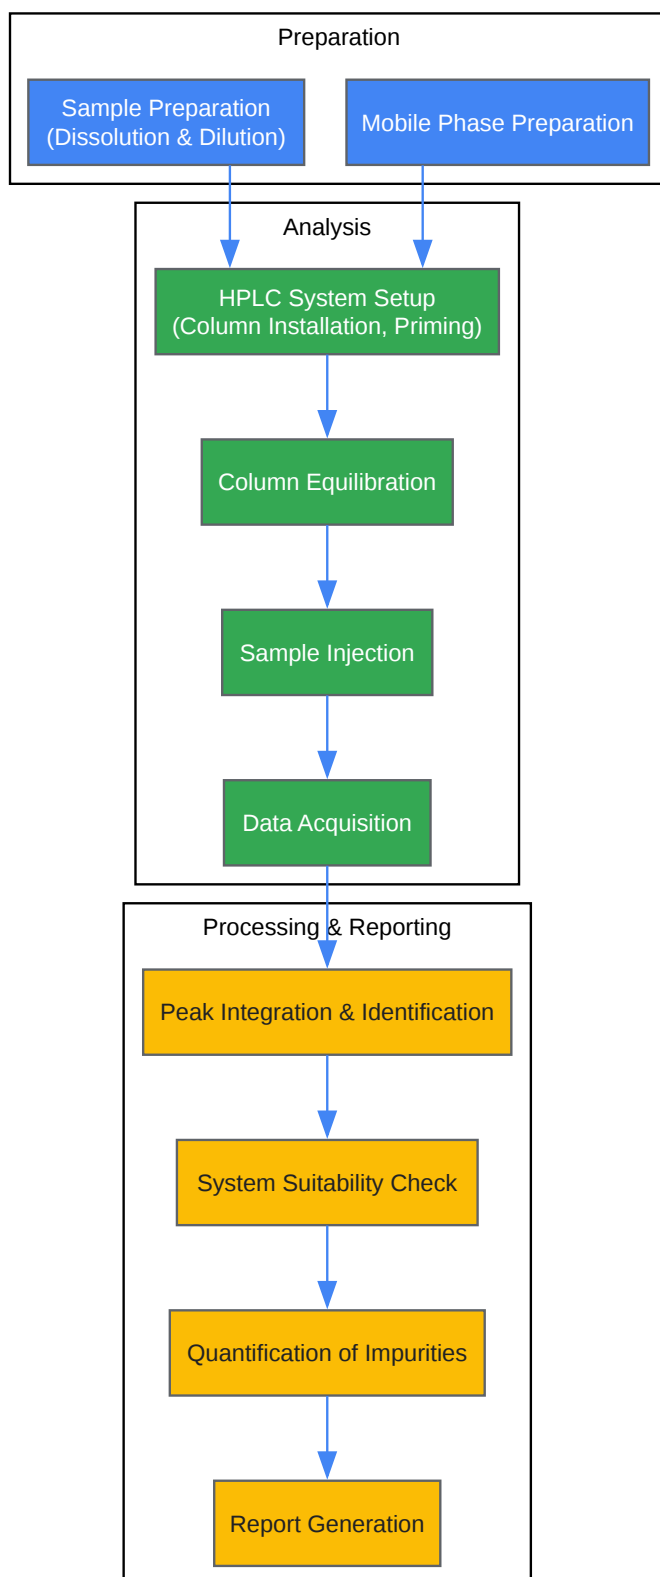 Preparation
Sample Preparation
(Dissolution & Dilution)
Mobile Phase Preparation
Analysis
HPLC System Setup
(Column Installation, Priming)
Column Equilibration
Sample Injection
Data Acquisition
Processing & Reporting
Peak Integration & Identification
System Suitability Check
Quantification of Impurities
Report Generation